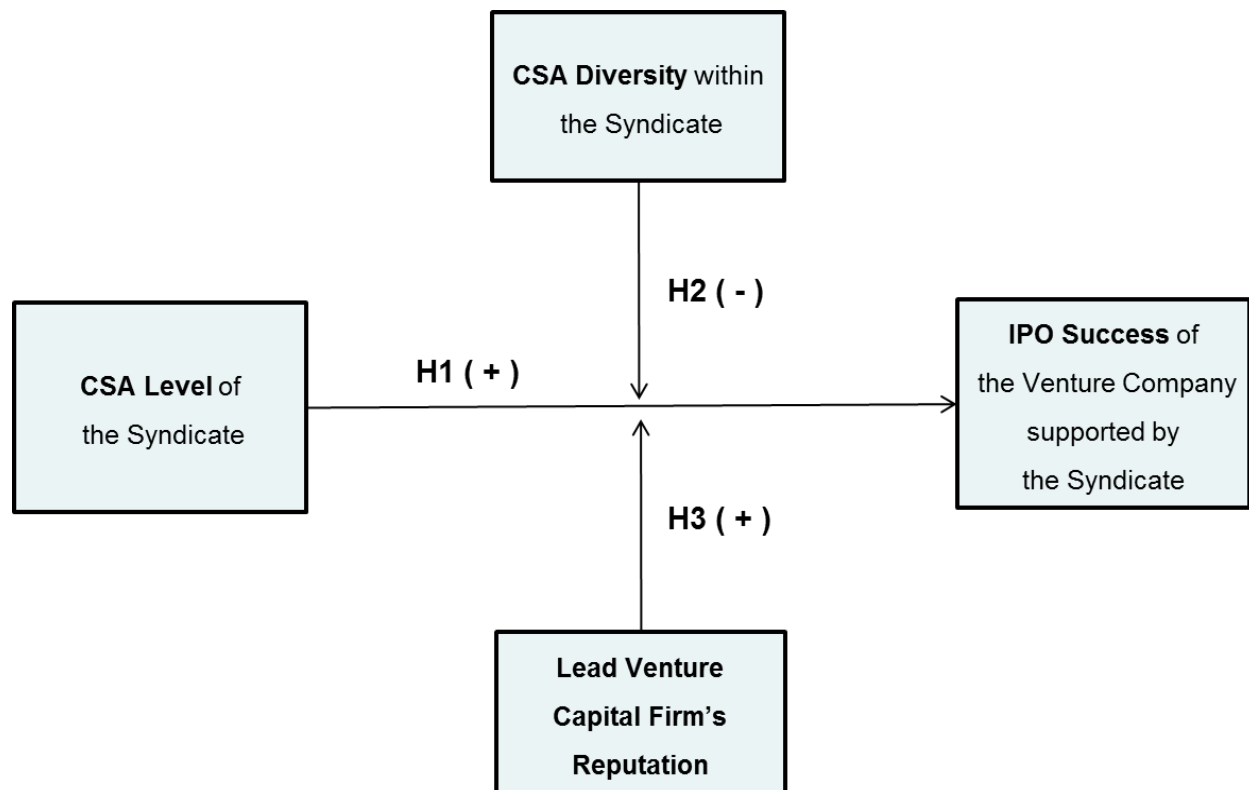 CSA Diversity within
the Syndicate
H2 ( - )
CSA Level of
the Syndicate
H1 ( + )
IPO Success of
the Venture Company
supported by
the Syndicate
H3 ( + )
Lead Venture
Capital Firm’s
Reputation